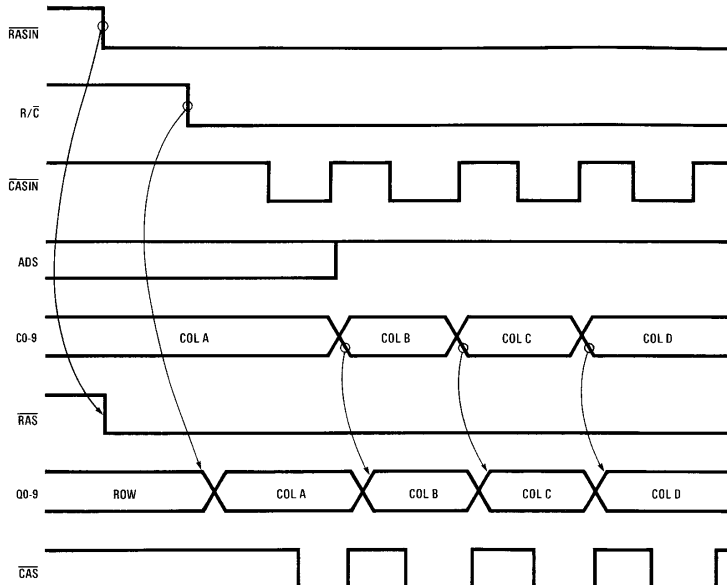 RASIN
R/C
CASIN
ADS
C0-9 COL A COL B COL C COL D
RAS
Q0-9 ROW COL A COL B COL C COL D
CAS